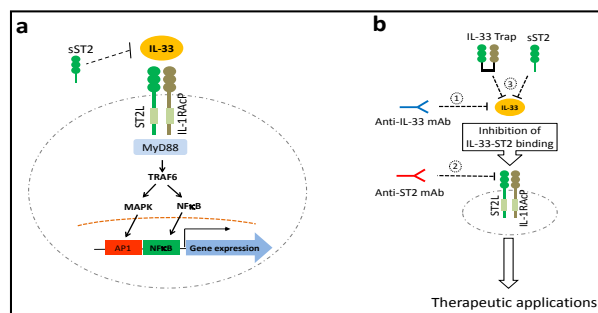 a
sST2
IL-33
ST2L
IL-1RAcP
MyD88
TRAF6
MAPK
NFκB
AP1
NFκB
Gene expression
b
IL-33 Trap
sST2
3
1
Anti-IL-33 mAb
IL-33
Inhibition of
IL-33-ST2 binding
2
Anti-ST2 mAb
ST2L
IL-1RAcP
Therapeutic applications